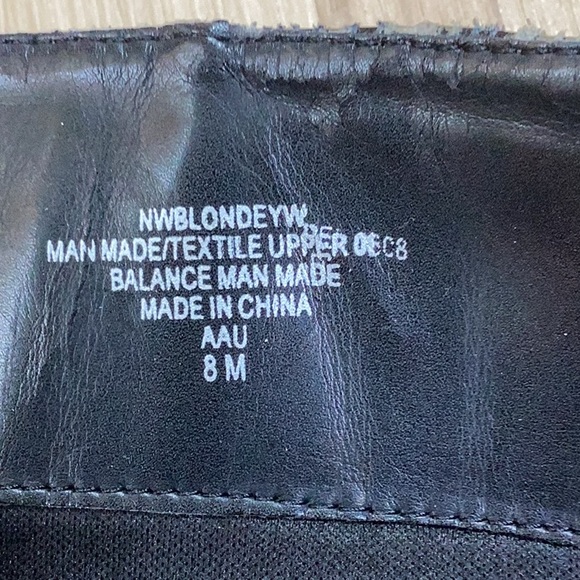 NWBLONDEYW
MAN MADE/TEXTILE UPPER
BALANCE MAN MADE
MADE IN CHINA
AAU
8 M